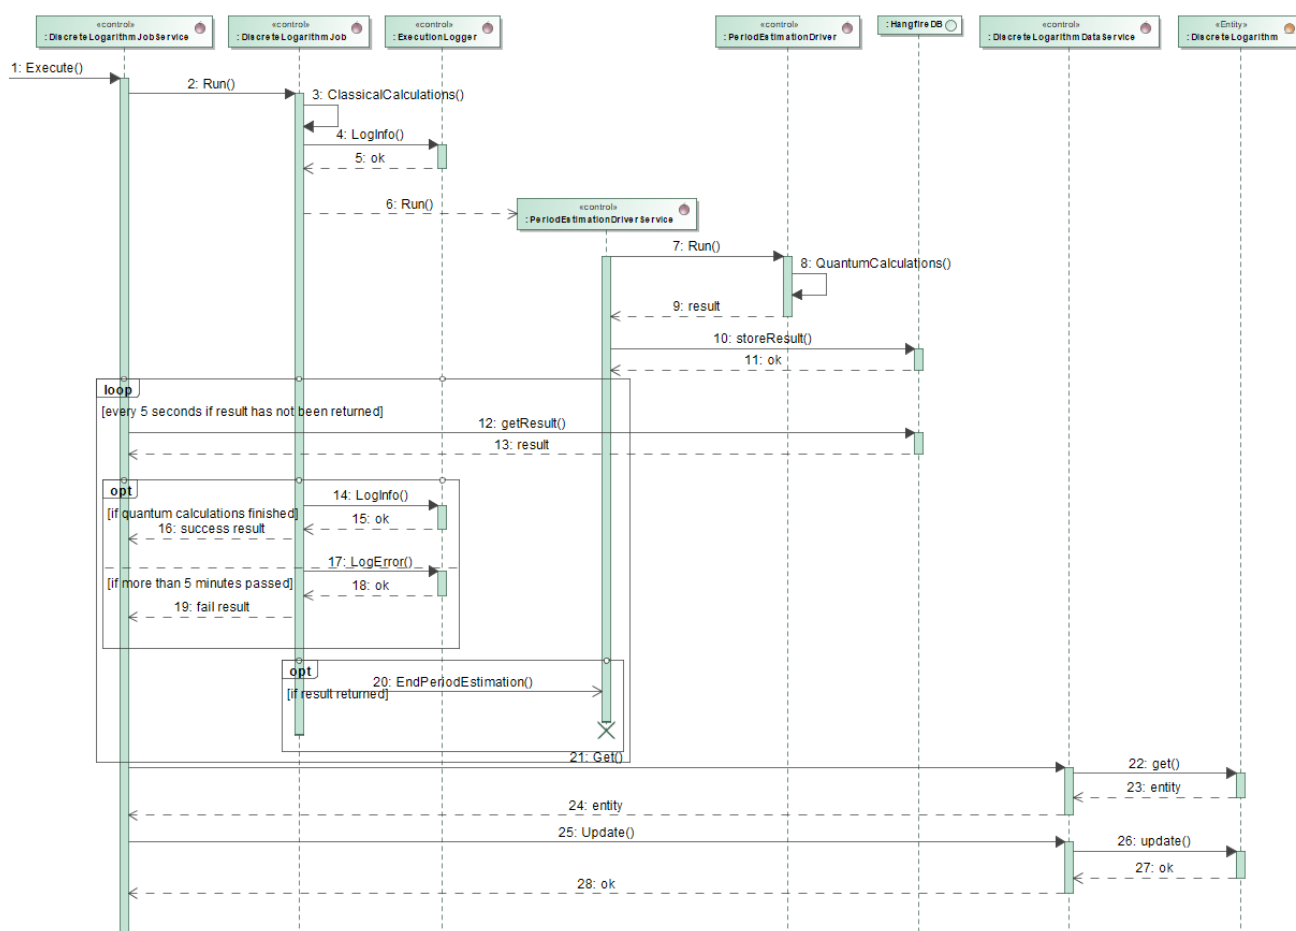 «control»
: DiscreteLogarithmJobService
«control»
: DiscreteLogarithmJob
«control»
: ExecutionLogger
«control»
: PeriodEstimationDriver
: HangfireDB
«control»
: DiscreteLogarithmDataService
«Entity»
: DiscreteLogarithm
1: Execute()
2: Run()
3: ClassicalCalculations()
4: LogInfo()
5: ok
6: Run()
«control»
: PeriodEstimationDriverService
7: Run()
8: QuantumCalculations()
9: result
10: storeResult()
11: ok
loop
[every 5 seconds if result has not been returned]
12: getResult()
13: result
opt
14: LogInfo()
[if quantum calculations finished]
15: ok
16: success result
17: LogError()
[if more than 5 minutes passed]
18: ok
19: fail result
opt
20: EndPeriodEstimation()
[if result returned]
21: Get()
22: get()
23: entity
24: entity
25: Update()
26: update()
27: ok
28: ok